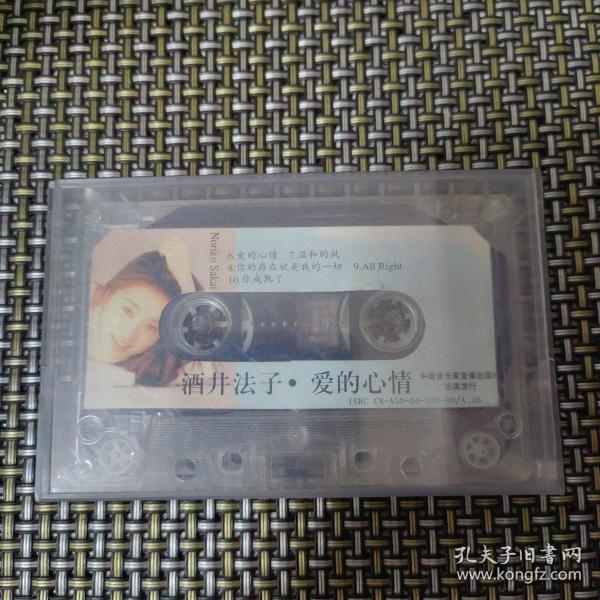 Noriko Sakai
6.爱的心情 7.温和的风
8.你的存在就是我的一切 9.All Right
10.你成熟了
酒井法子·爱的心情
中国音乐家音像出版社
出版发行
ISRC CN-A50-94-330-00/A.J6
孔夫子旧書网
www.kongfz.com